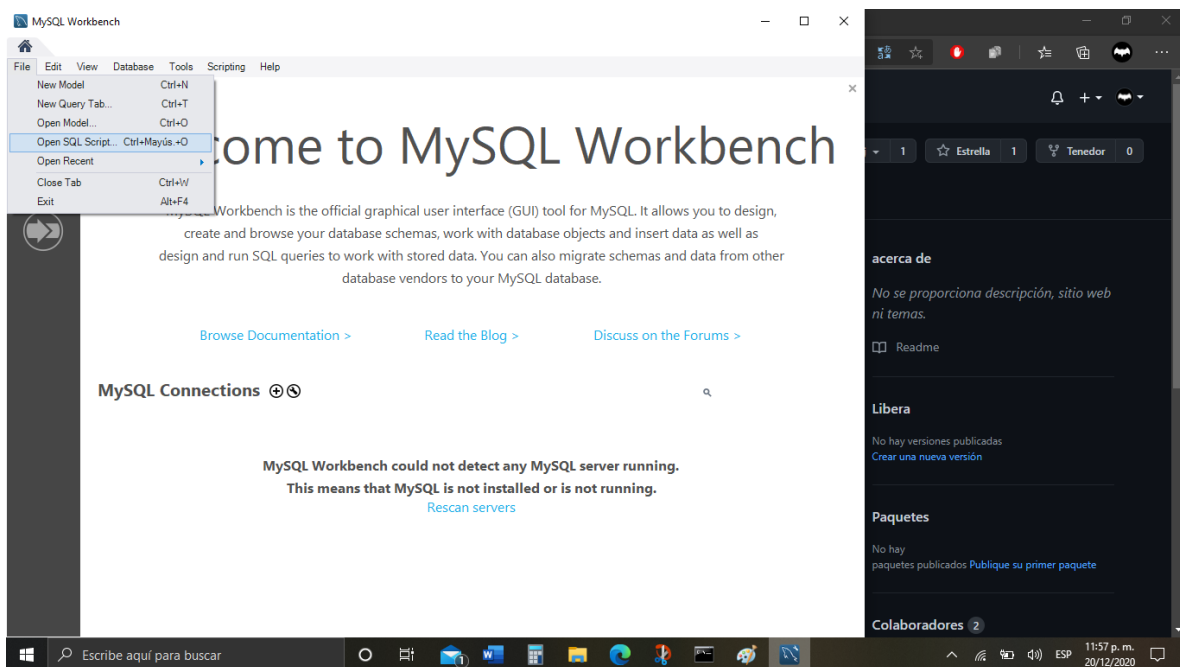 MySQL Workbench
File Edit View Database Tools Scripting Help
New Model Ctrl+N
New Query Tab... Ctrl+T
Open Model... Ctrl+O
Open SQL Script... Ctrl+Mayús.+O
Open Recent
Close Tab Ctrl+W
Exit Alt+F4
come to MySQL Workbench
MySQL Workbench is the official graphical user interface (GUI) tool for MySQL. It allows you to design,
create and browse your database schemas, work with database objects and insert data as well as
design and run SQL queries to work with stored data. You can also migrate schemas and data from other
database vendors to your MySQL database.
Browse Documentation > Read the Blog > Discuss on the Forums >
MySQL Connections
MySQL Workbench could not detect any MySQL server running.
This means that MySQL is not installed or is not running.
Rescan servers
1 Estrella 1 Tenedor 0
acerca de
No se proporciona descripción, sitio web
ni temas.
Readme
Libera
No hay versiones publicadas
Crear una nueva versión
Paquetes
No hay
paquetes publicados Publique su primer paquete
Colaboradores 2
Escribe aquí para buscar
ESP
11:57 p. m.
20/12/2020